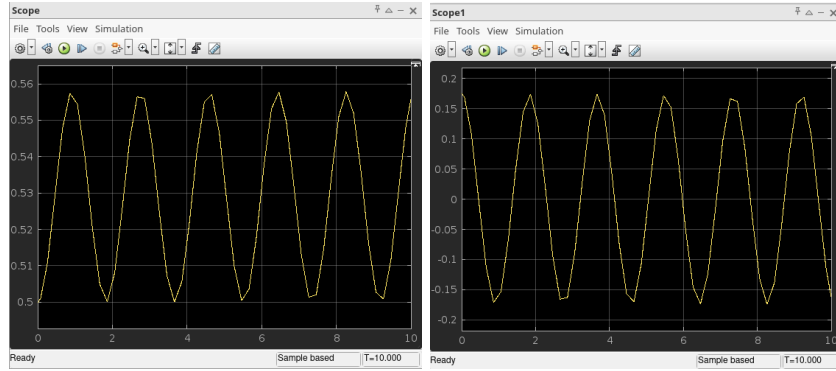 Scope
File Tools View Simulation
0.56
0.55
0.54
0.53
0.52
0.51
0.5
0 2 4 6 8 10
Ready Sample based T=10.000
Scope1
File Tools View Simulation
0.2
0.15
0.1
0.05
0
-0.05
-0.1
-0.15
-0.2
0 2 4 6 8 10
Ready Sample based T=10.000